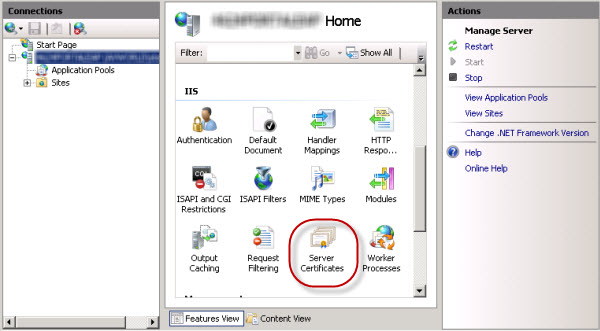 Connections
Start Page
Application Pools
Sites
Home
Filter:
Go
Show All
IIS
Authentication
Default
Document
Handler
Mappings
HTTP
Respo...
ISAPI and CGI
Restrictions
ISAPI Filters
MIME Types
Modules
Output
Caching
Request
Filtering
Server
Certificates
Worker
Processes
Features View
Content View
Actions
Manage Server
Restart
Start
Stop
View Application Pools
View Sites
Change .NET Framework Version
Help
Online Help